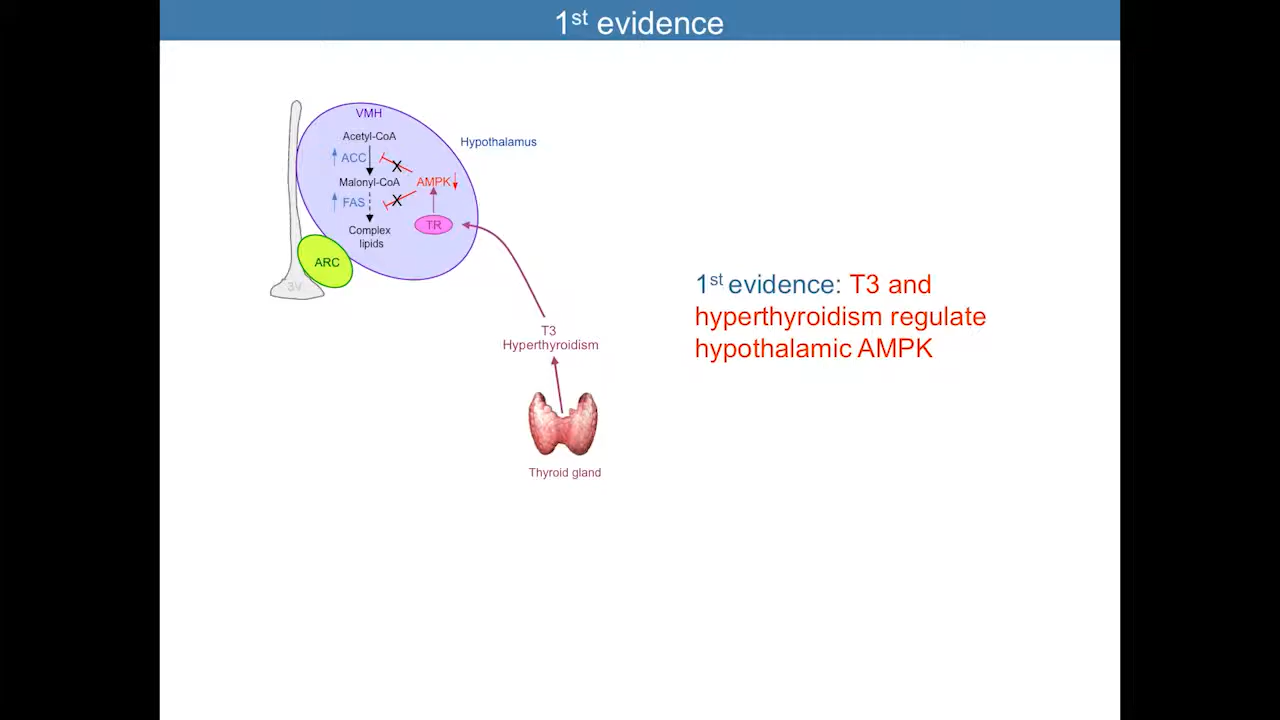 1st evidence
VMH
Acetyl-CoA
Hypothalamus
ACC
X
Malonyl-CoA
AMPK
FAS
X
TR
Complex
lipids
ARC
3V
1st evidence: T3 and
hyperthyroidism regulate
hypothalamic AMPK
T3
Hyperthyroidism
Thyroid gland